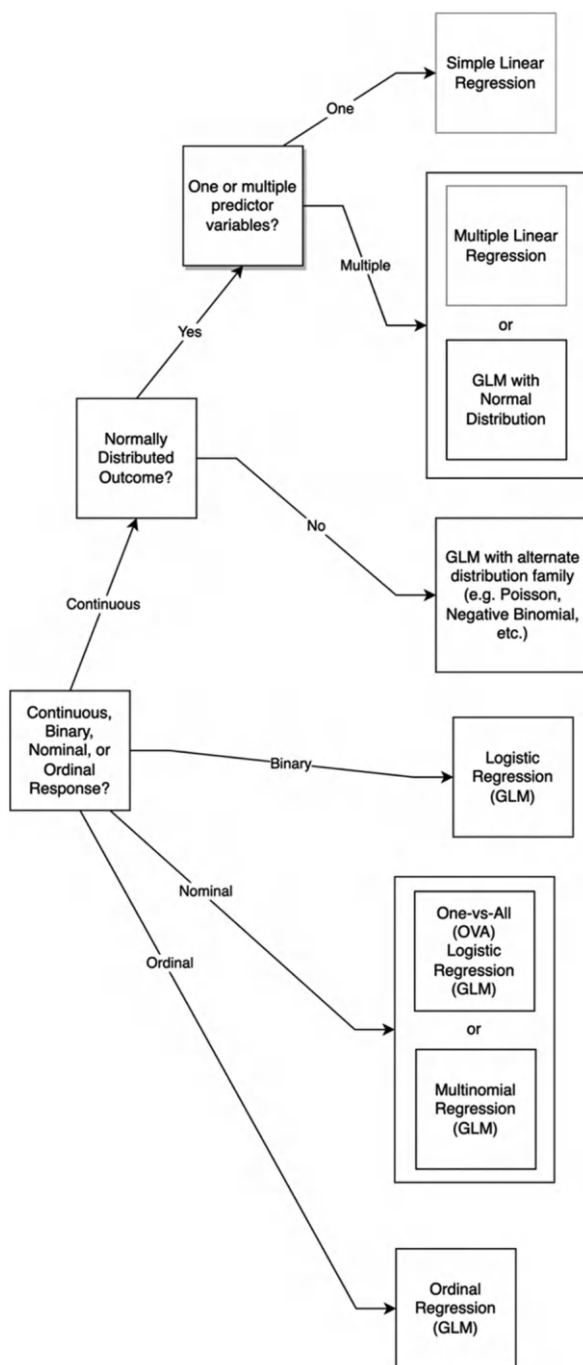 Simple Linear
Regression
One
One or multiple
predictor
variables?
Multiple
Multiple Linear
Regression
or
GLM with
Normal
Distribution
Yes
Normally
Distributed
Outcome?
No
GLM with alternate
distribution family
(e.g. Poisson,
Negative Binomial,
etc.)
Continuous
Continuous,
Binary,
Nominal, or
Ordinal
Response?
Binary
Logistic
Regression
(GLM)
Nominal
One-vs-All
(OVA)
Logistic
Regression
(GLM)
or
Multinomial
Regression
(GLM)
Ordinal
Ordinal
Regression
(GLM)